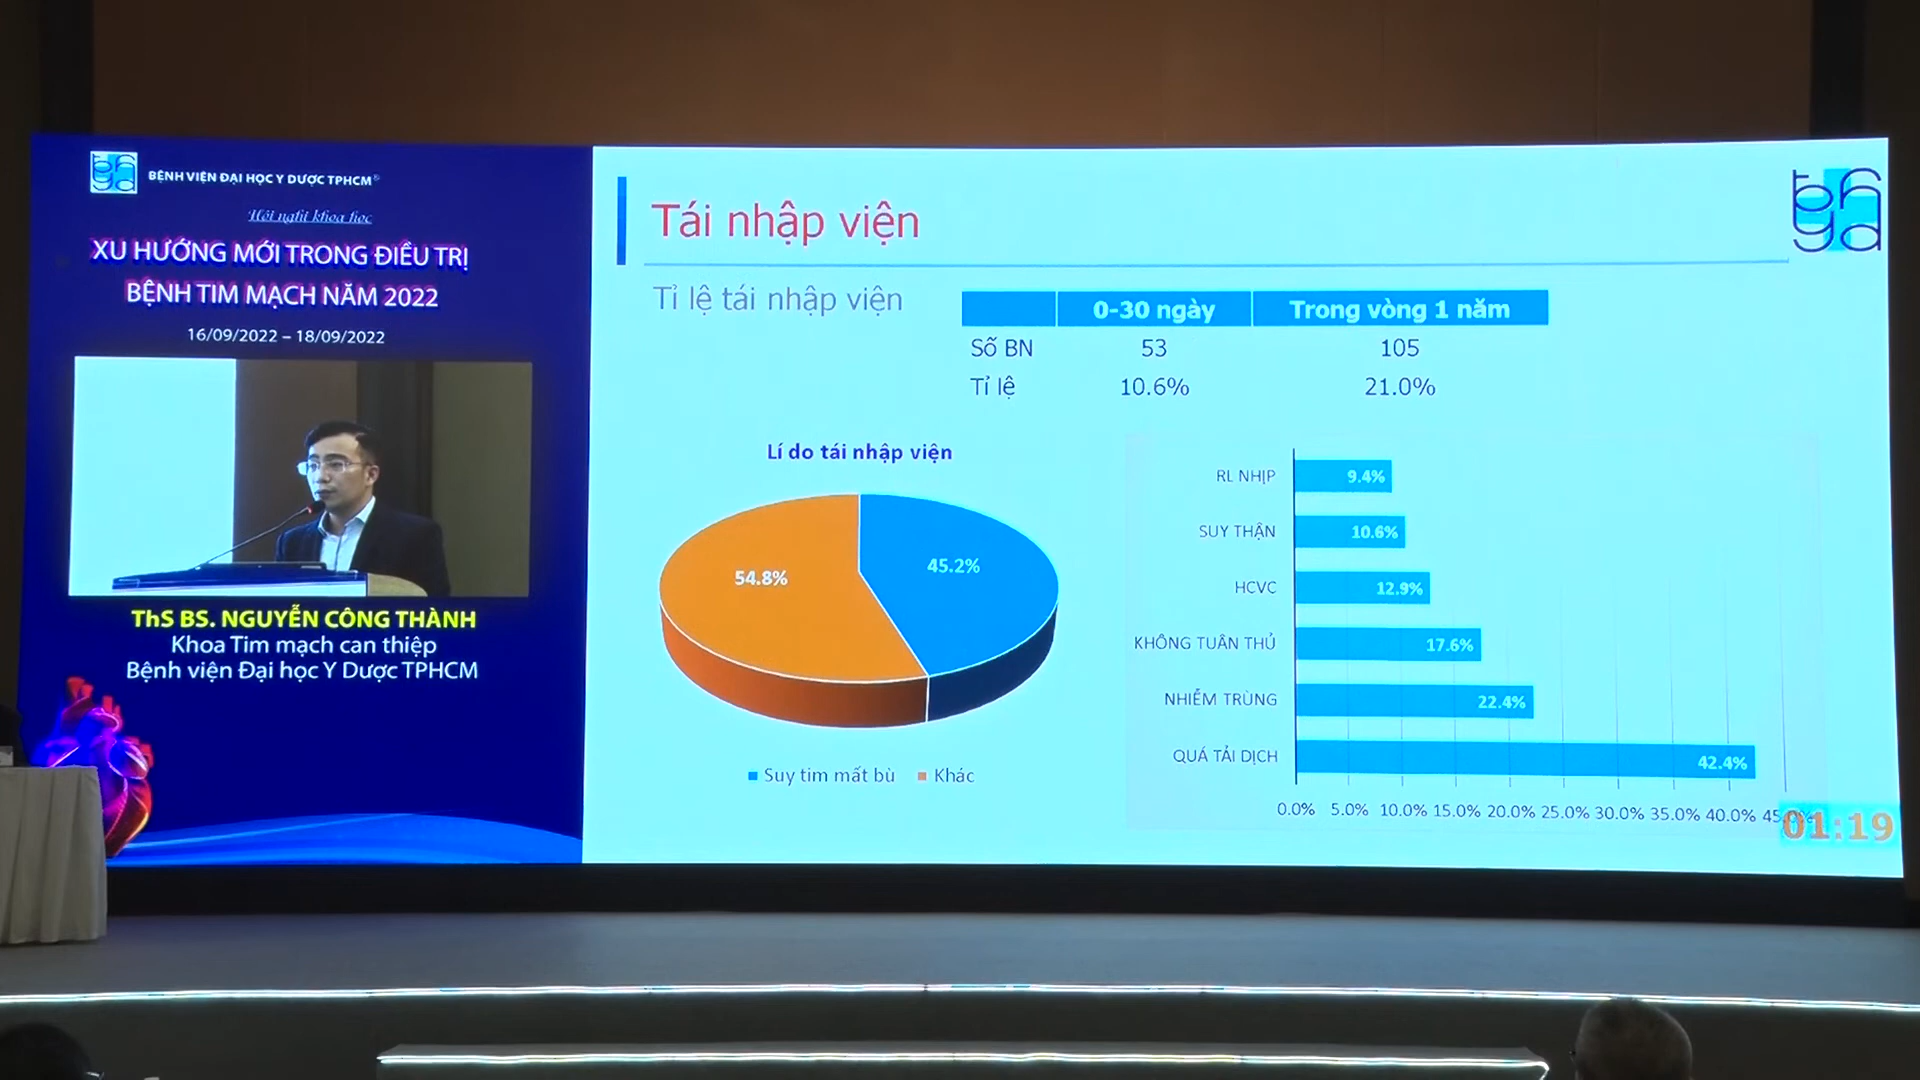 BỆNH VIỆN ĐẠI HỌC Y DƯỢC TPHCM
Hội nghị khoa học
XU HƯỚNG MỚI TRONG ĐIỀU TRỊ
BỆNH TIM MẠCH NĂM 2022
16/09/2022 – 18/09/2022
ThS BS. NGUYỄN CÔNG THÀNH
Khoa Tim mạch can thiệp
Bệnh viện Đại học Y Dược TPHCM
Tái nhập viện
Tỉ lệ tái nhập viện
0-30 ngày Trong vòng 1 năm
Số BN 53 105
Tỉ lệ 10.6% 21.0%
Lí do tái nhập viện
54.8%
45.2%
Suy tim mất bù Khác
RL NHỊP 9.4%
SUY THẬN 10.6%
HCVC 12.9%
KHÔNG TUÂN THỦ 17.6%
NHIỄM TRÙNG 22.4%
QUÁ TẢI DỊCH 42.4%
0.0% 5.0% 10.0% 15.0% 20.0% 25.0% 30.0% 35.0% 40.0%
01:19